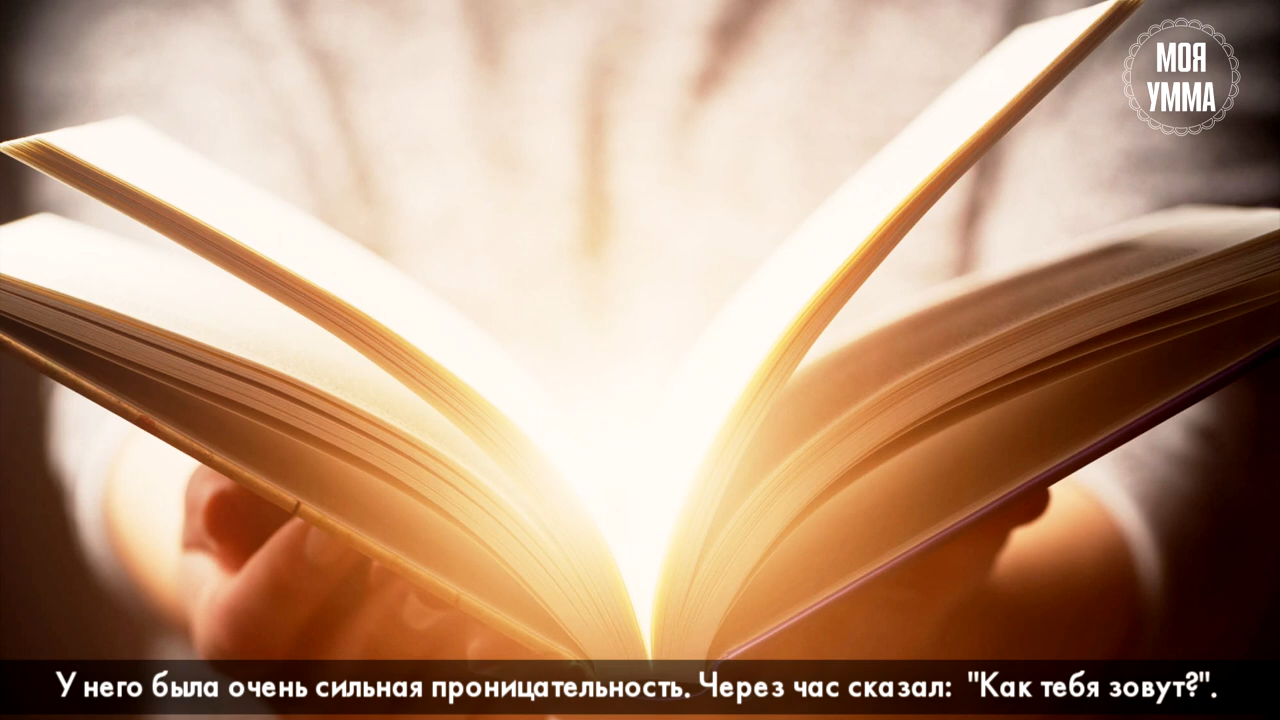 МОЯ
УММА
У него была очень сильная проницательность. Через час сказал:  "Как тебя зовут?".